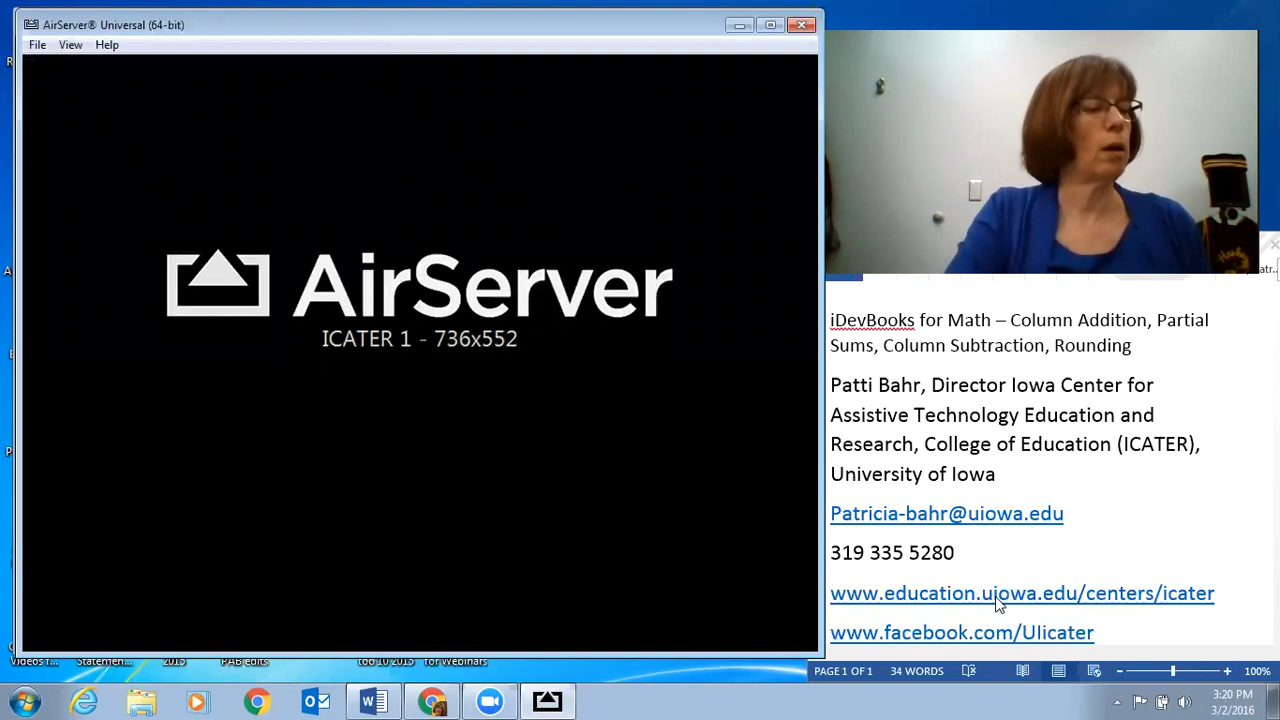 AirServer® Universal (64-bit)
File View Help
AirServer
ICATER 1 - 736x552
iDevBooks for Math – Column Addition, Partial
Sums, Column Subtraction, Rounding
Patti Bahr, Director Iowa Center for
Assistive Technology Education and
Research, College of Education (ICATER),
University of Iowa
Patricia-bahr@uiowa.edu
319 335 5280
www.education.uiowa.edu/centers/icater
www.facebook.com/UIicater
PAGE 1 OF 1 34 WORDS 100%
3:20 PM
3/2/2016